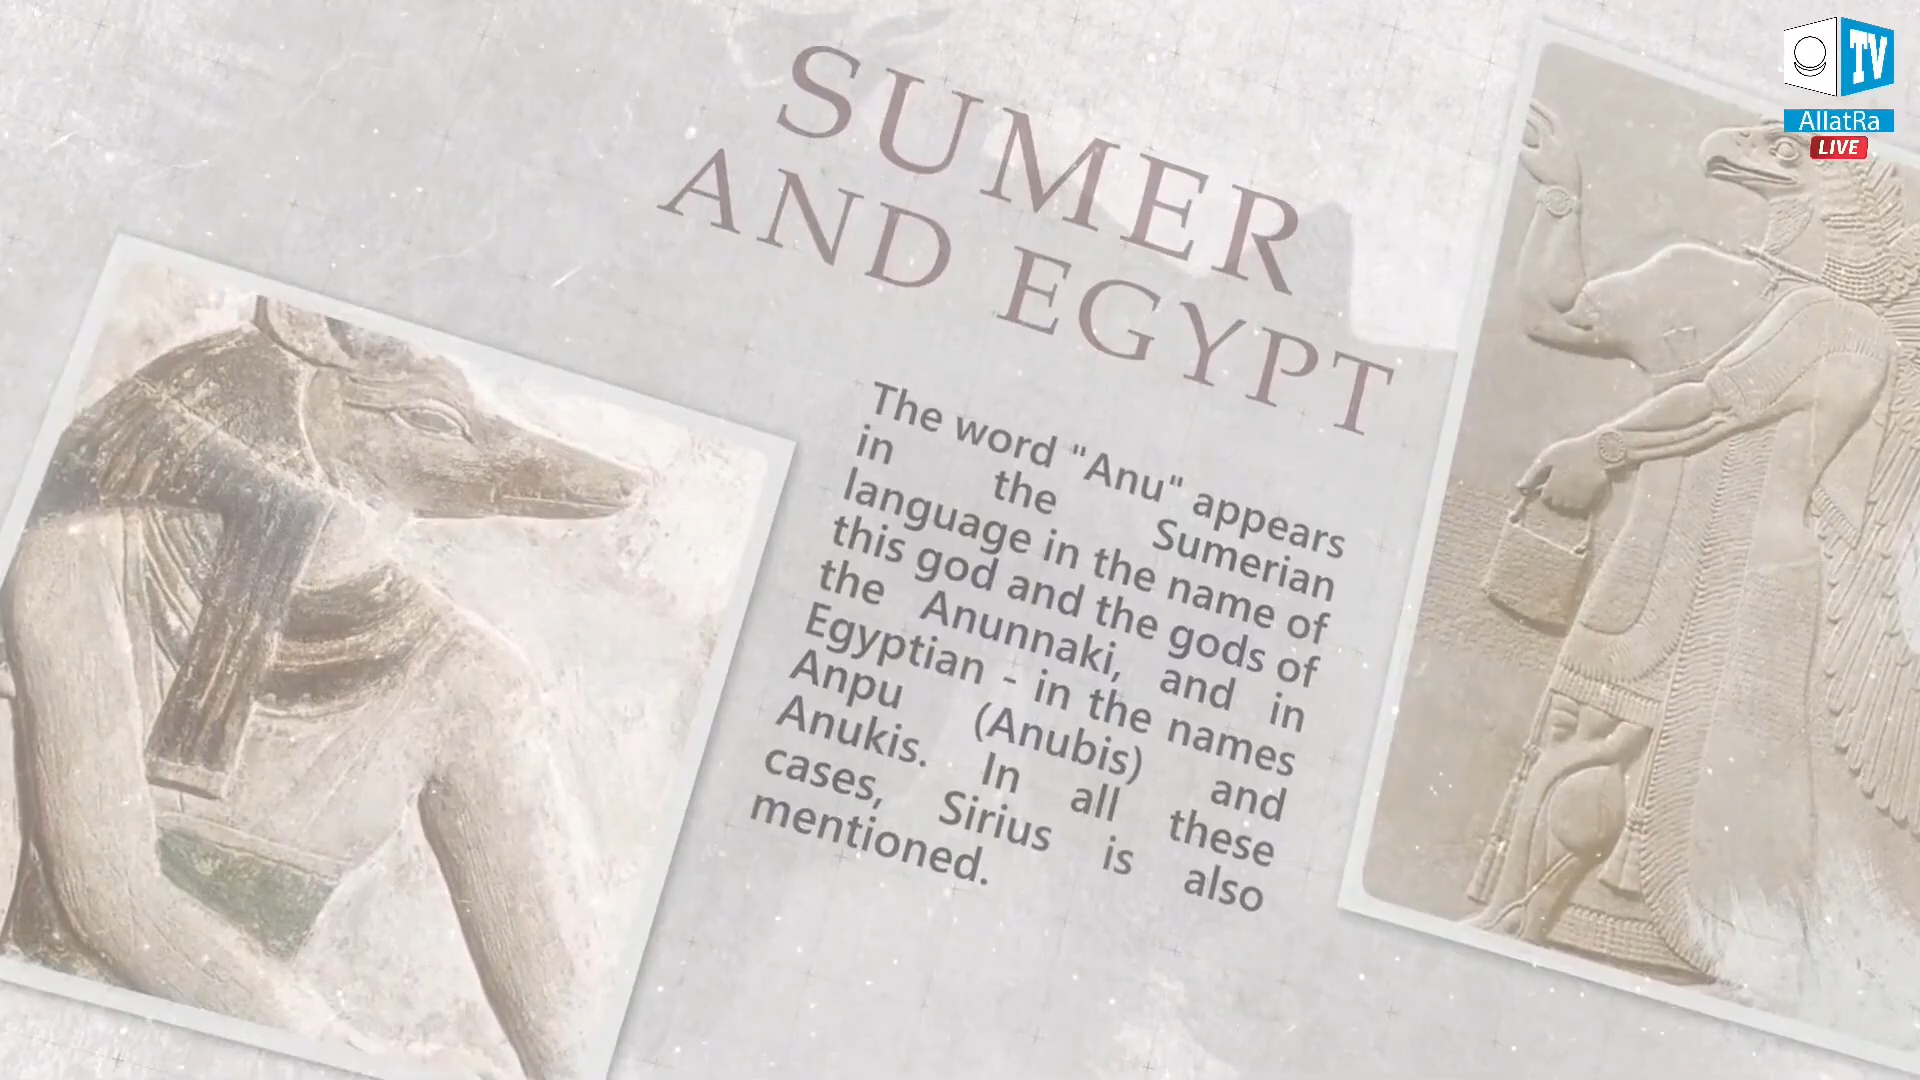 TV
AllatRa
LIVE
SUMER
AND EGYPT
The word "Anu" appears
in the Sumerian
language in the name of
this god and the gods of
the Anunnaki, and in
Egyptian - in the names
Anpu (Anubis) and
Anukis. In all these
cases, Sirius is also
mentioned.